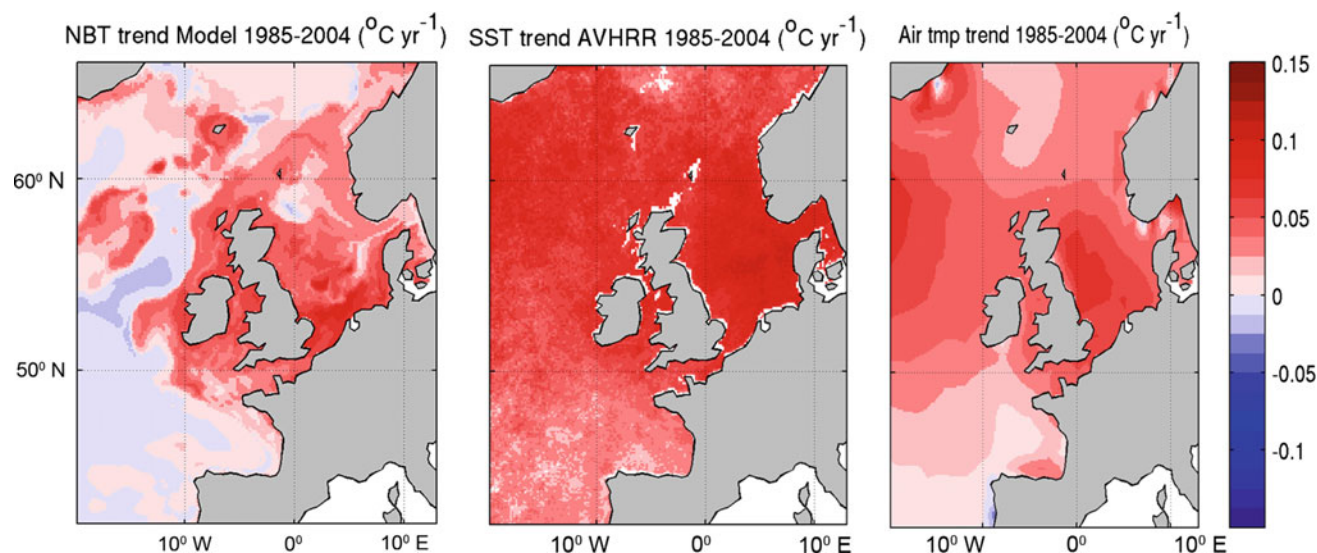 NBT trend Model 1985-2004 (°C yr⁻¹)
SST trend AVHRR 1985-2004 (°C yr⁻¹)
Air tmp trend 1985-2004 (°C yr⁻¹)
60° N
50° N
10° W
0°
10° E
10° W
0°
10° E
10° W
0°
10° E
0.15
0.1
0.05
0
-0.05
-0.1